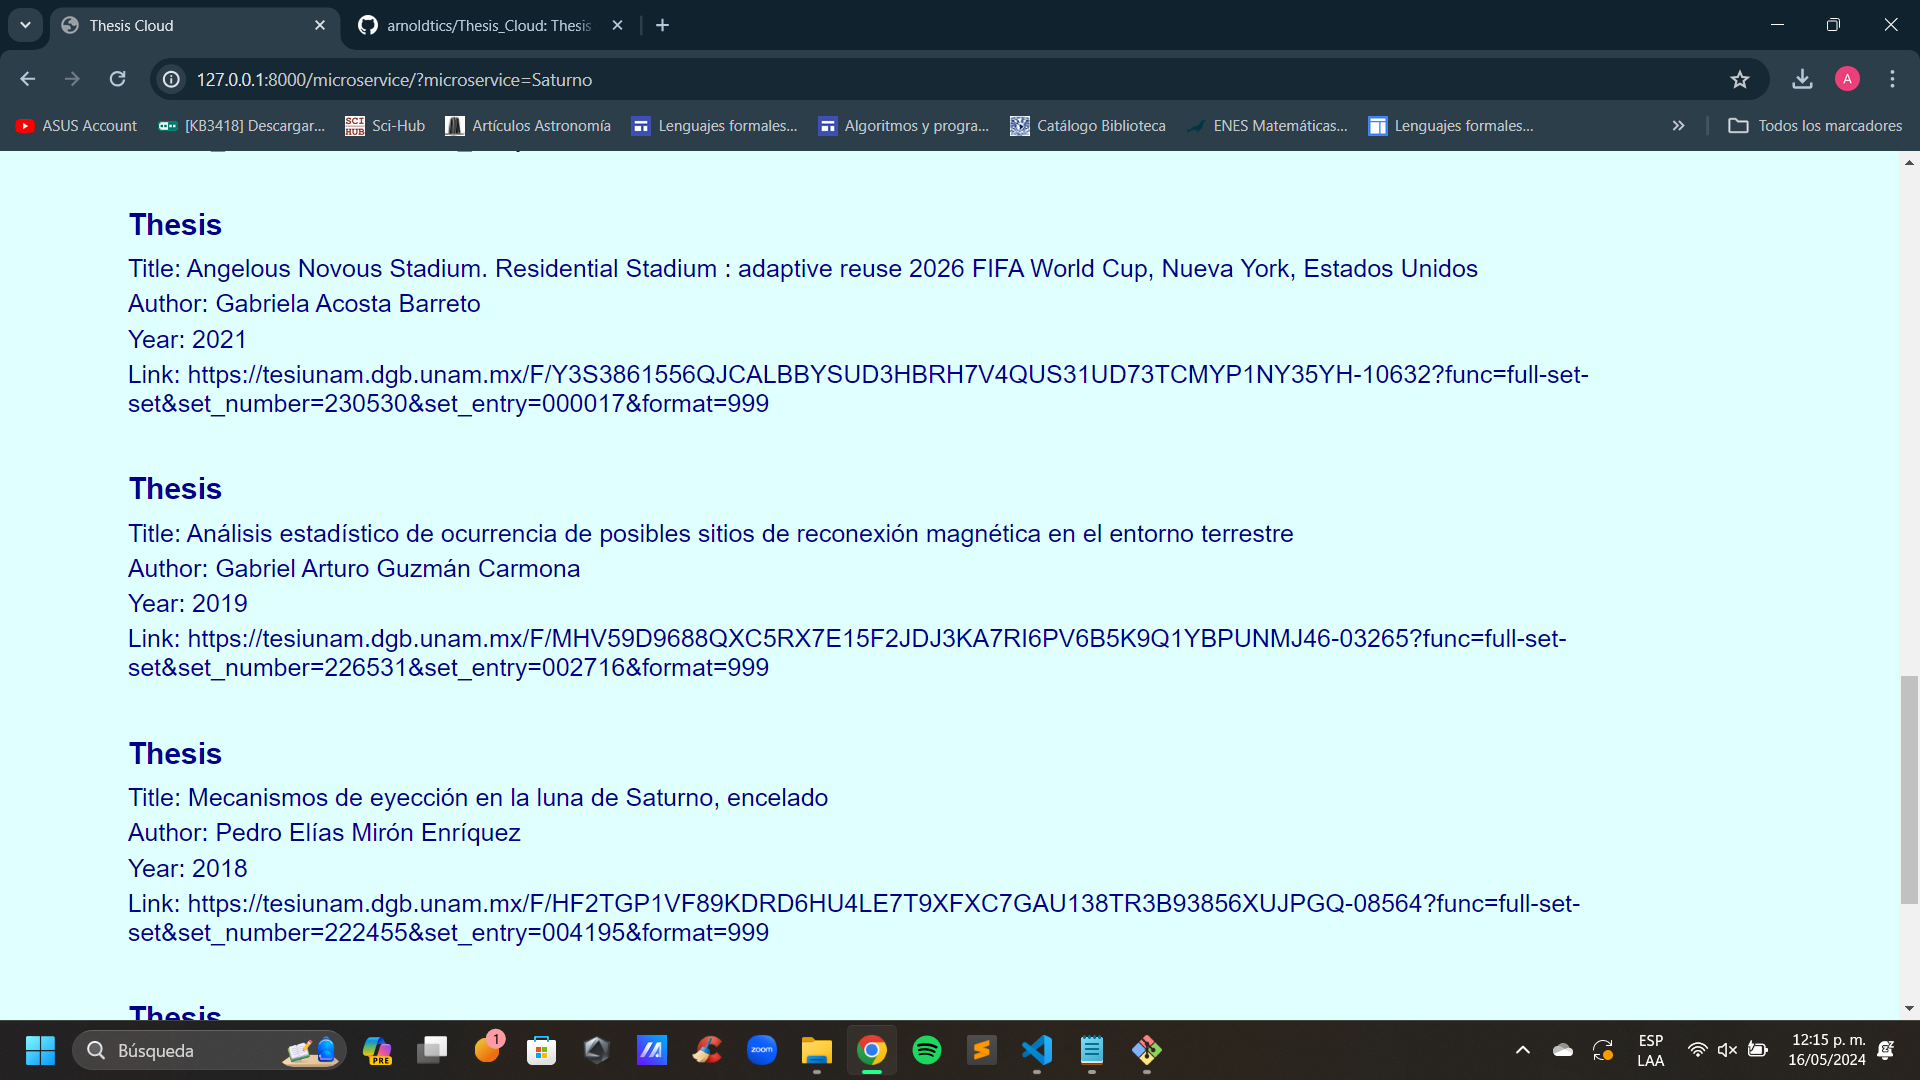 Thesis Cloud
arnoldtics/Thesis_Cloud: Thesis
127.0.0.1:8000/microservice/?microservice=Saturno
A
ASUS Account
[KB3418] Descargar...
SCI HUB
Sci-Hub
Artículos Astronomía
Lenguajes formales...
Algoritmos y progra...
Catálogo Biblioteca
ENES Matemáticas...
Lenguajes formales...
Todos los marcadores
Thesis
Title: Angelous Novous Stadium. Residential Stadium : adaptive reuse 2026 FIFA World Cup, Nueva York, Estados Unidos
Author: Gabriela Acosta Barreto
Year: 2021
Link: https://tesiunam.dgb.unam.mx/F/Y3S3861556QJCALBBYSUD3HBRH7V4QUS31UD73TCMYP1NY35YH-10632?func=full-set-
set&set_number=230530&set_entry=000017&format=999
Thesis
Title: Análisis estadístico de ocurrencia de posibles sitios de reconexión magnética en el entorno terrestre
Author: Gabriel Arturo Guzmán Carmona
Year: 2019
Link: https://tesiunam.dgb.unam.mx/F/MHV59D9688QXC5RX7E15F2JDJ3KA7RI6PV6B5K9Q1YBPUNMJ46-03265?func=full-set-
set&set_number=226531&set_entry=002716&format=999
Thesis
Title: Mecanismos de eyección en la luna de Saturno, encelado
Author: Pedro Elías Mirón Enríquez
Year: 2018
Link: https://tesiunam.dgb.unam.mx/F/HF2TGP1VF89KDRD6HU4LE7T9XFXC7GAU138TR3B93856XUJPGQ-08564?func=full-set-
set&set_number=222455&set_entry=004195&format=999
Thesis
Búsqueda
PRE
1
zoom
ESP
LAA
12:15 p. m.
16/05/2024